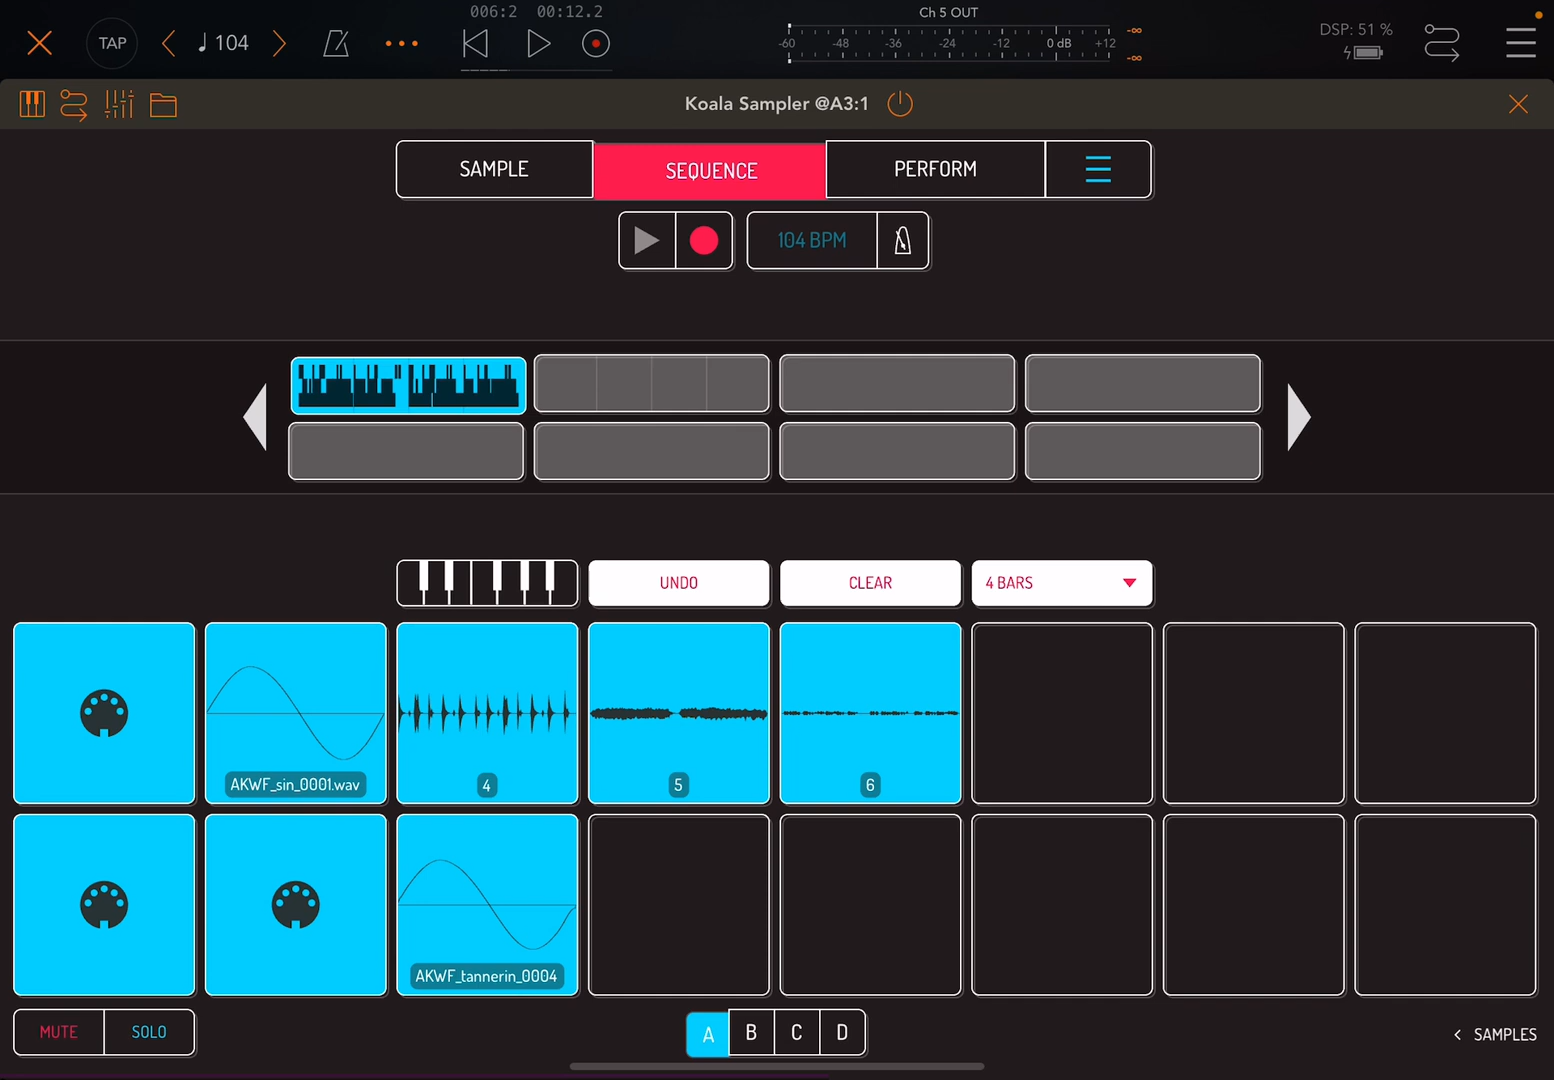 006:2 00:12.2
Ch 5 OUT
TAP
♩104
-60 -48 -36 -24 -12 0 dB +12
-∞
-∞
DSP: 51 %
Koala Sampler @A3:1
SAMPLE SEQUENCE PERFORM
104 BPM
UNDO CLEAR 4 BARS
AKWF_sin_0001.wav 4 5 6
AKWF_tannerin_0004
MUTE SOLO A B C D < SAMPLES